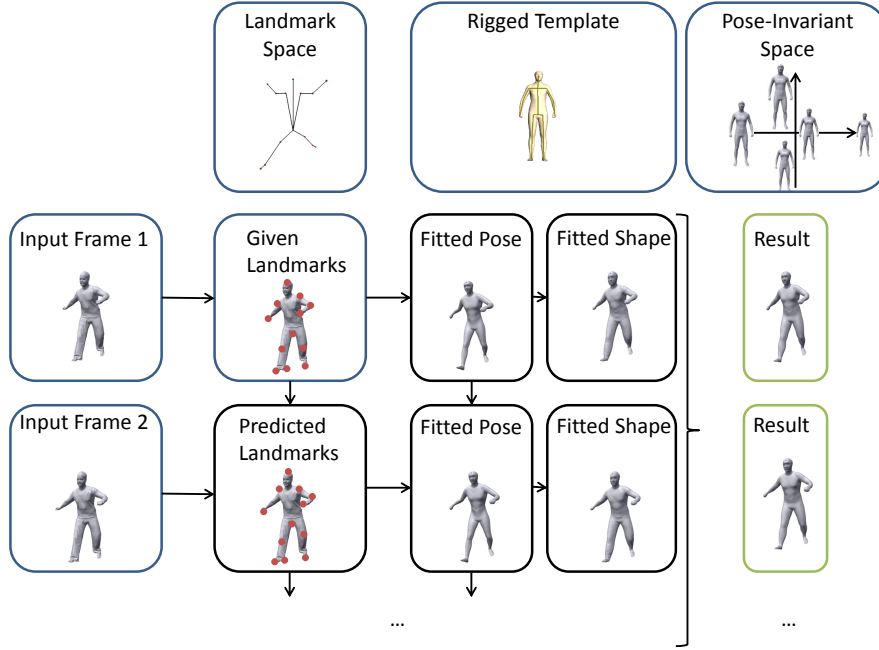 Landmark
Space
Rigged Template
Pose-Invariant
Space
Input Frame 1
Given
Landmarks
Fitted Pose
Fitted Shape
Result
Input Frame 2
Predicted
Landmarks
Fitted Pose
Fitted Shape
Result
...
...